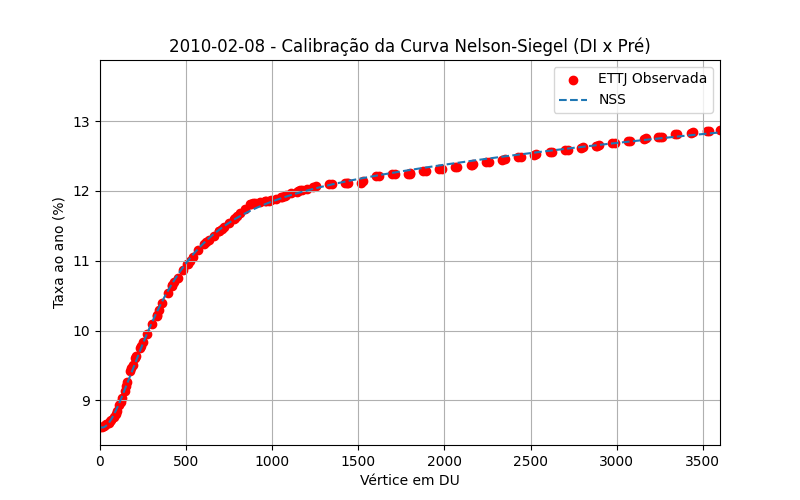 2010-02-08 - Calibração da Curva Nelson-Siegel (DI x Pré)
ETTJ Observada
NSS
Taxa ao ano (%)
13
12
11
10
9
0 500 1000 1500 2000 2500 3000 3500
Vértice em DU